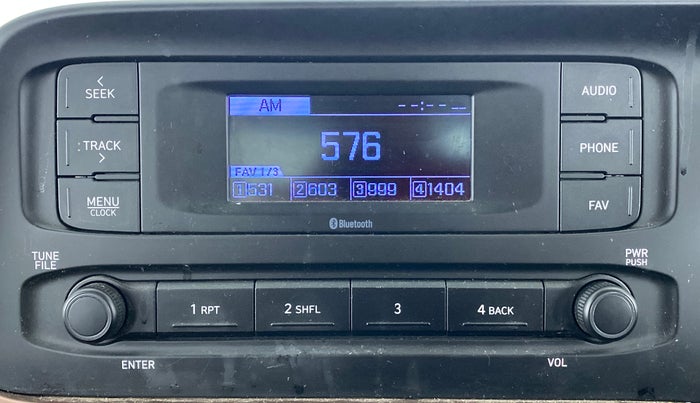 < SEEK
TRACK >
MENU
CLOCK
AM --:-- --
576
FAV 1/3
1 531 2 603 3 999 4 1404
Bluetooth
AUDIO
PHONE
FAV
TUNE
FILE
PWR
PUSH
1 RPT
2 SHFL
3
4 BACK
ENTER
VOL